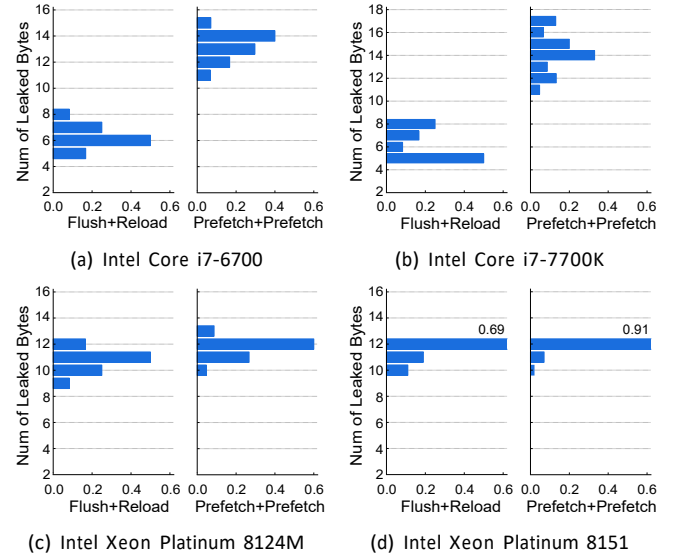 Num of Leaked Bytes
16
14
12
10
8
6
4
2
0.0 0.2 0.4 0.6
Flush+Reload
0.0 0.2 0.4 0.6
Prefetch+Prefetch
(a) Intel Core i7-6700
Num of Leaked Bytes
18
16
14
12
18
8
6
4
2
0.0 0.2 0.4 0.6
Flush+Reload
0.0 0.2 0.4 0.6
Prefetch+Prefetch
(b) Intel Core i7-7700K
Num of Leaked Bytes
16
14
12
10
8
6
4
2
0.0 0.2 0.4 0.6
Flush+Reload
0.0 0.2 0.4 0.6
Prefetch+Prefetch
(c) Intel Xeon Platinum 8124M
Num of Leaked Bytes
16
14
12
10
8
6
4
2
0.69
0.0 0.2 0.4 0.6
Flush+Reload
0.91
0.0 0.2 0.4 0.6
Prefetch+Prefetch
(d) Intel Xeon Platinum 8151